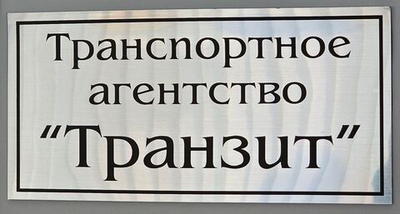 Транспортное
агентство
"Транзит"